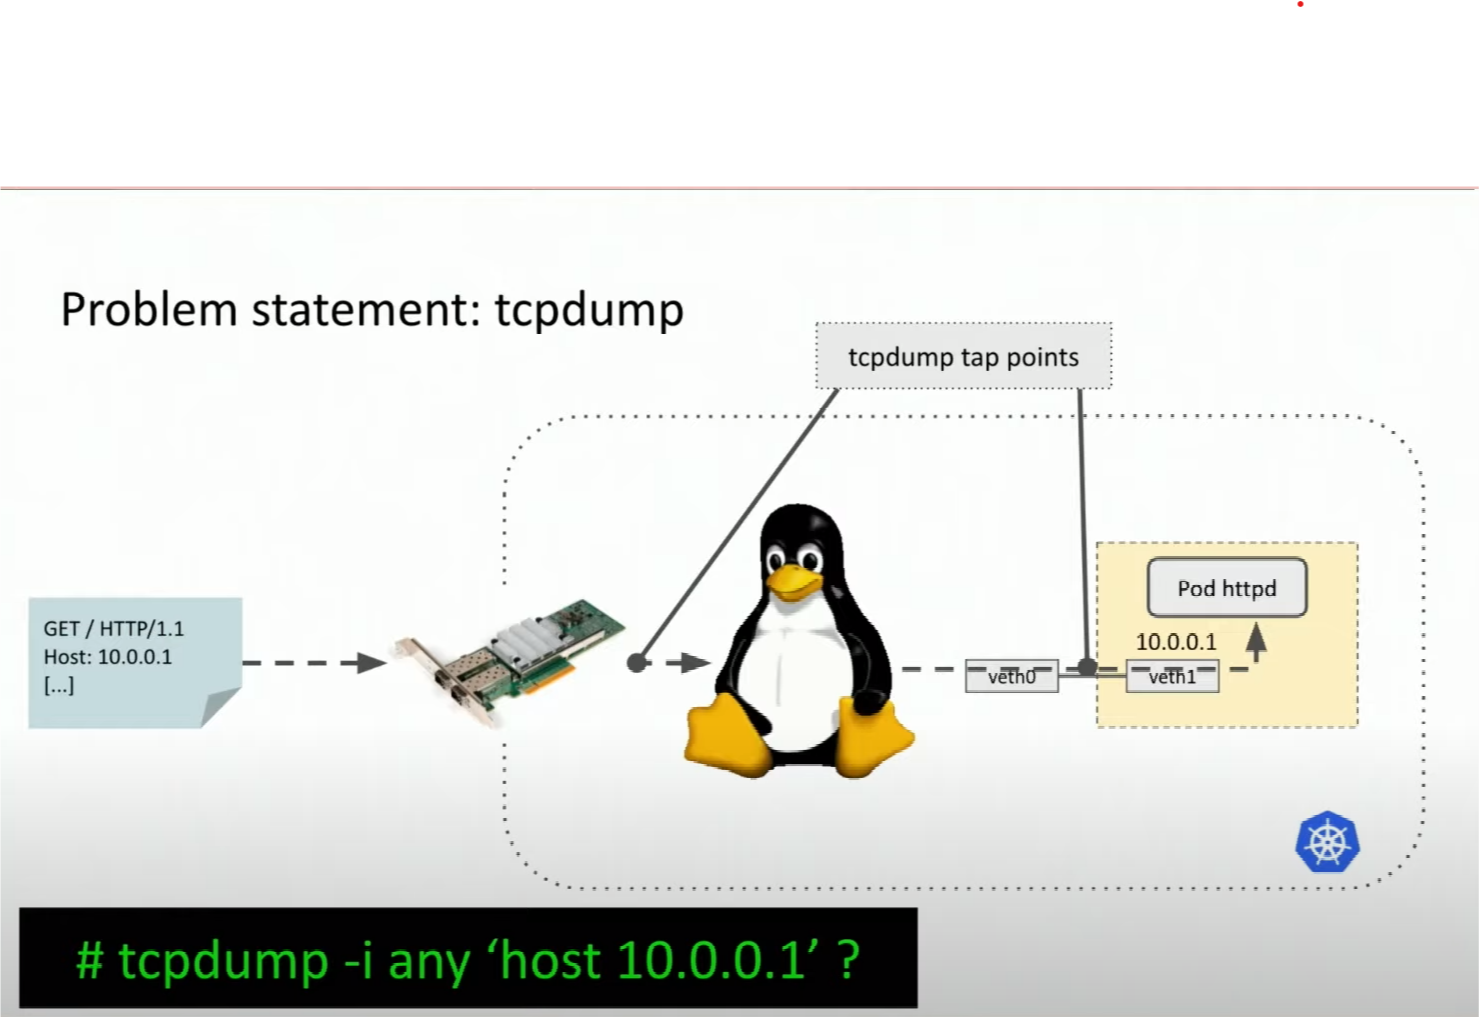 Problem statement: tcpdump
tcpdump tap points
GET / HTTP/1.1
Host: 10.0.0.1
[...]
Pod httpd
10.0.0.1
veth0
veth1
# tcpdump -i any ‘host 10.0.0.1’ ?